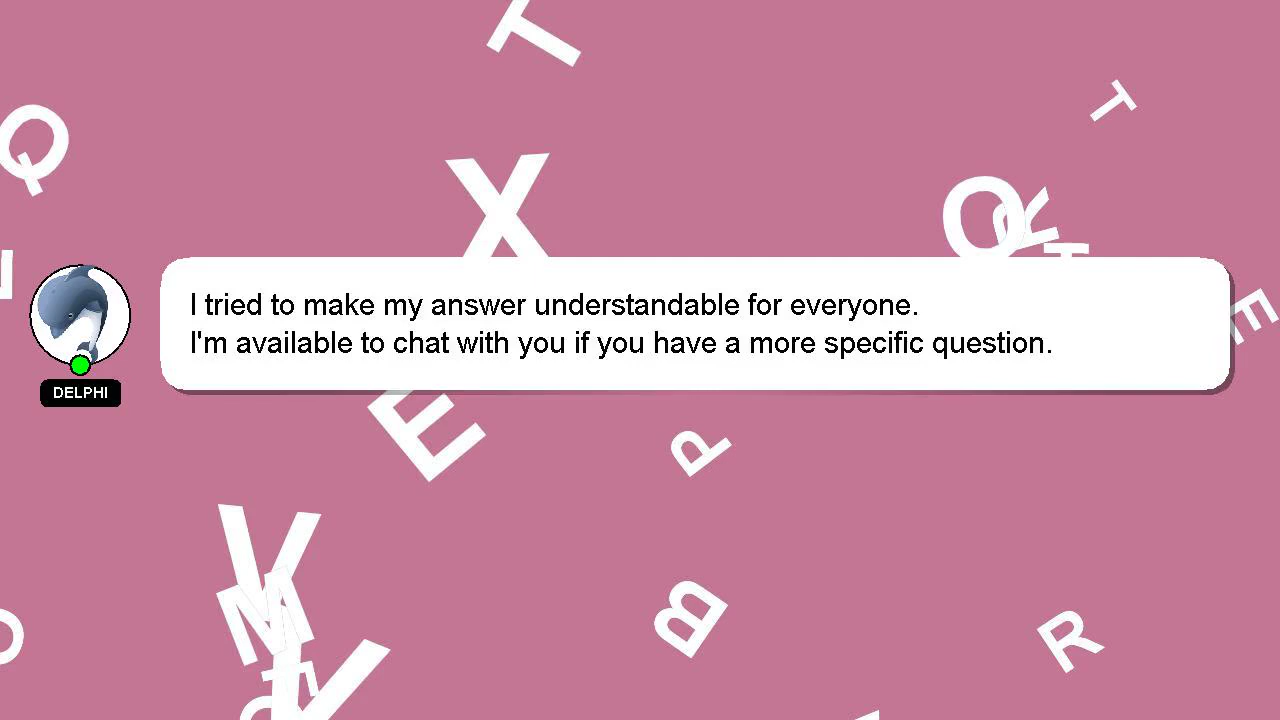 T
T
Q
X
Q
E
I tried to make my answer understandable for everyone.
I'm available to chat with you if you have a more specific question.
DELPHI
E
P
V
M
B
R
V